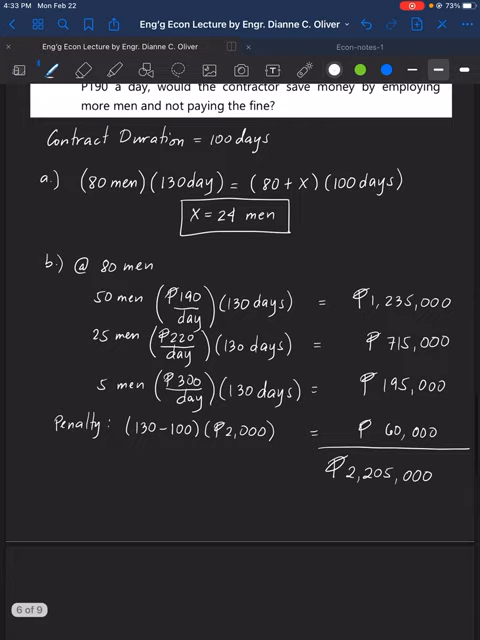 4:33 PM Mon Feb 22
73%
Eng'g Econ Lecture by Engr. Dianne C. Oliver
Eng'g Econ Lecture by Engr. Dianne C. Oliver
Econ-notes-1
P190 a day, would the contractor save money by employing
more men and not paying the fine?
Contract Duration = 100 days
a.) (80 men) (130 day) = (80 + X) (100 days)
X = 24 men
b.) @ 80 men
50 men (₱190/day) (130 days) = ₱1,235,000
25 men (₱220/day) (130 days) = ₱ 715,000
5 men (₱300/day) (130 days) = ₱ 195,000
Penalty: (130 - 100) (₱2,000) = ₱ 60,000
₱2,205,000
6 of 9